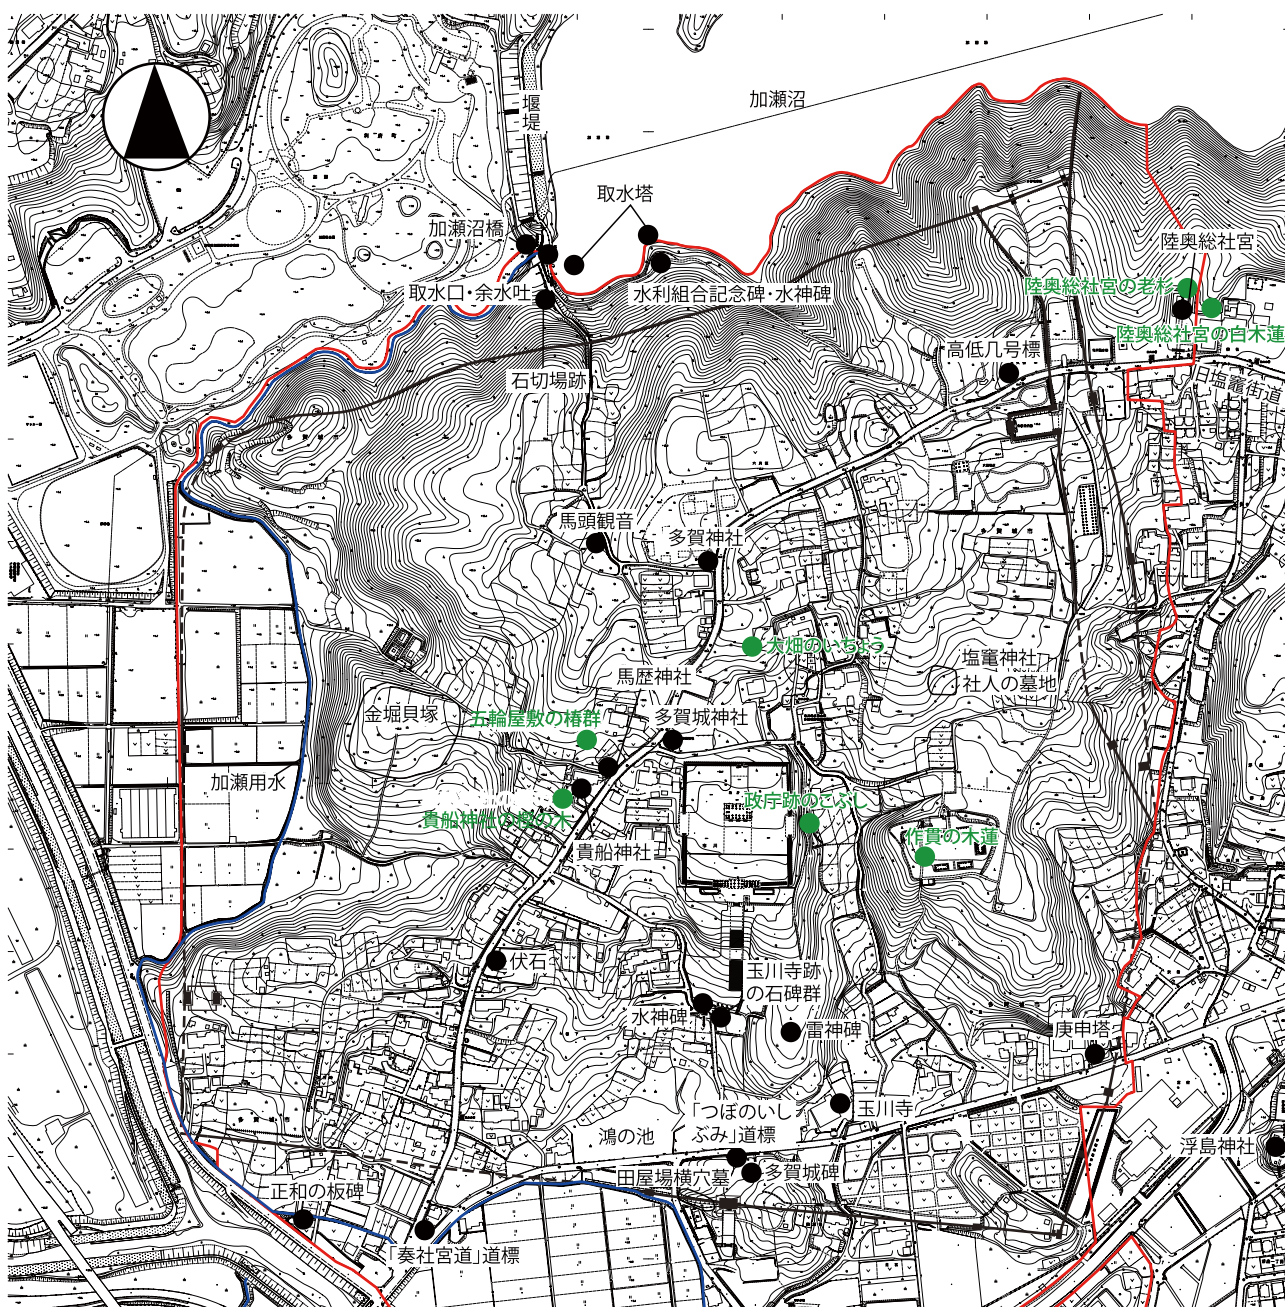 加瀬沼
堰
堤
取水塔
加瀬沼橋
陸奥総社宮
取水口・余水吐
水利組合記念碑・水神碑
陸奥総社宮の老杉
陸奥総社宮の白木蓮
高低几号標
石切場跡
旧塩竈街道
馬頭観音
多賀神社
大畑のいちょう
塩竈神社
社人の墓地
馬歴神社
金堀貝塚
五輪屋敷の椿群
多賀城神社
加瀬用水
政庁跡のこぶし
作貫の木蓮
貴船神社
伏石
玉川寺跡
の石碑群
水神碑
雷神碑
庚申塔
「つぼのいし
ぶみ」道標
玉川寺
鴻の池
浮島神社
田屋場横穴墓
多賀城碑
正和の板碑
「奏社宮道」道標